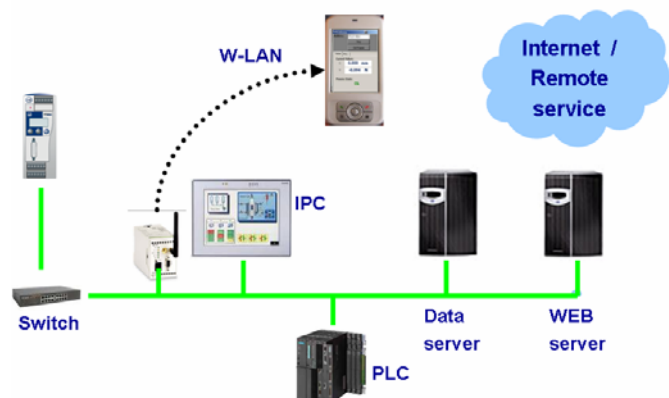 W-LAN
Internet /
Remote
service
IPC
Switch
Data
server
WEB
server
PLC